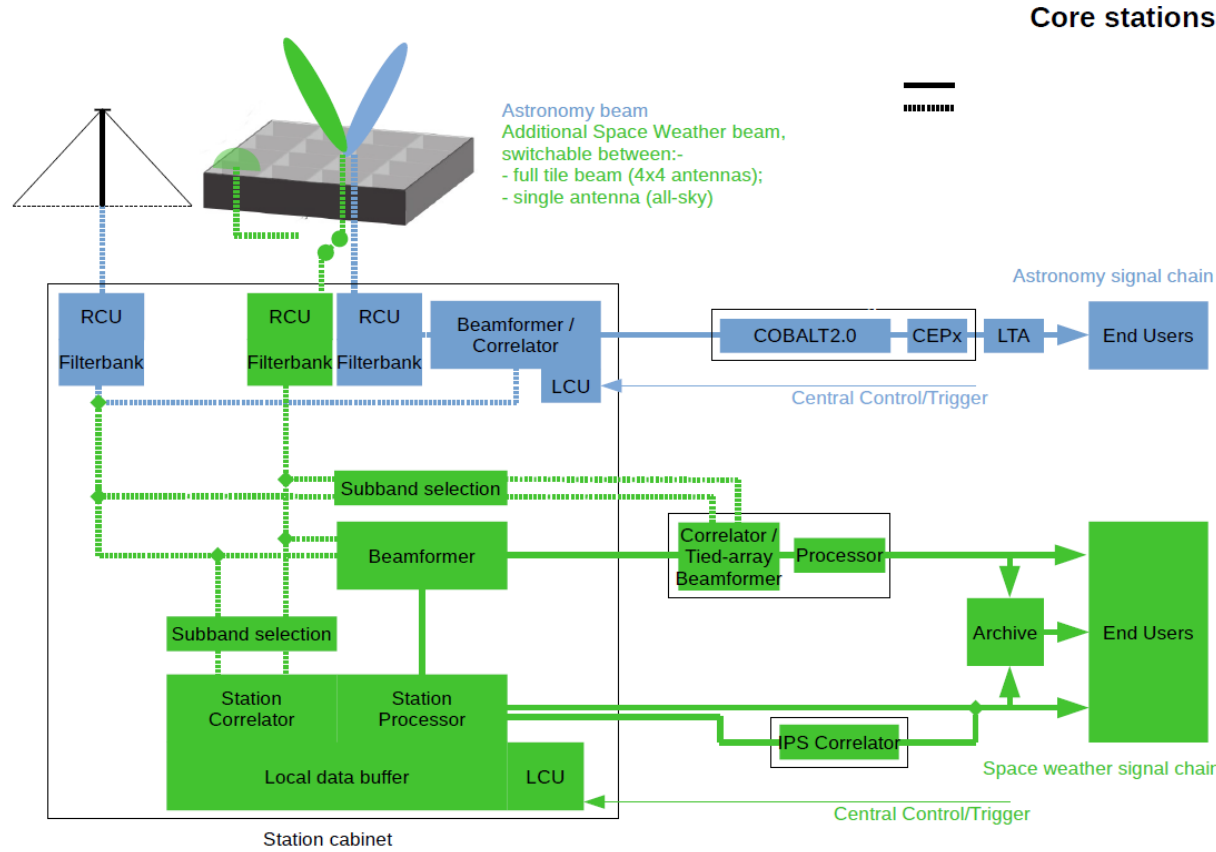 Core stations
Astronomy beam
Additional Space Weather beam,
switchable between:-
- full tile beam (4x4 antennas);
- single antenna (all-sky)
Astronomy signal chain
RCU
Filterbank
RCU
Filterbank
RCU
Filterbank
Beamformer /
Correlator
LCU
COBALT2.0
CEPx
LTA
End Users
Central Control/Trigger
Subband selection
Beamformer
Correlator /
Tied-array
Beamformer
Processor
Subband selection
Archive
End Users
Station
Correlator
Station
Processor
IPS Correlator
Local data buffer
LCU
Space weather signal chain
Central Control/Trigger
Station cabinet